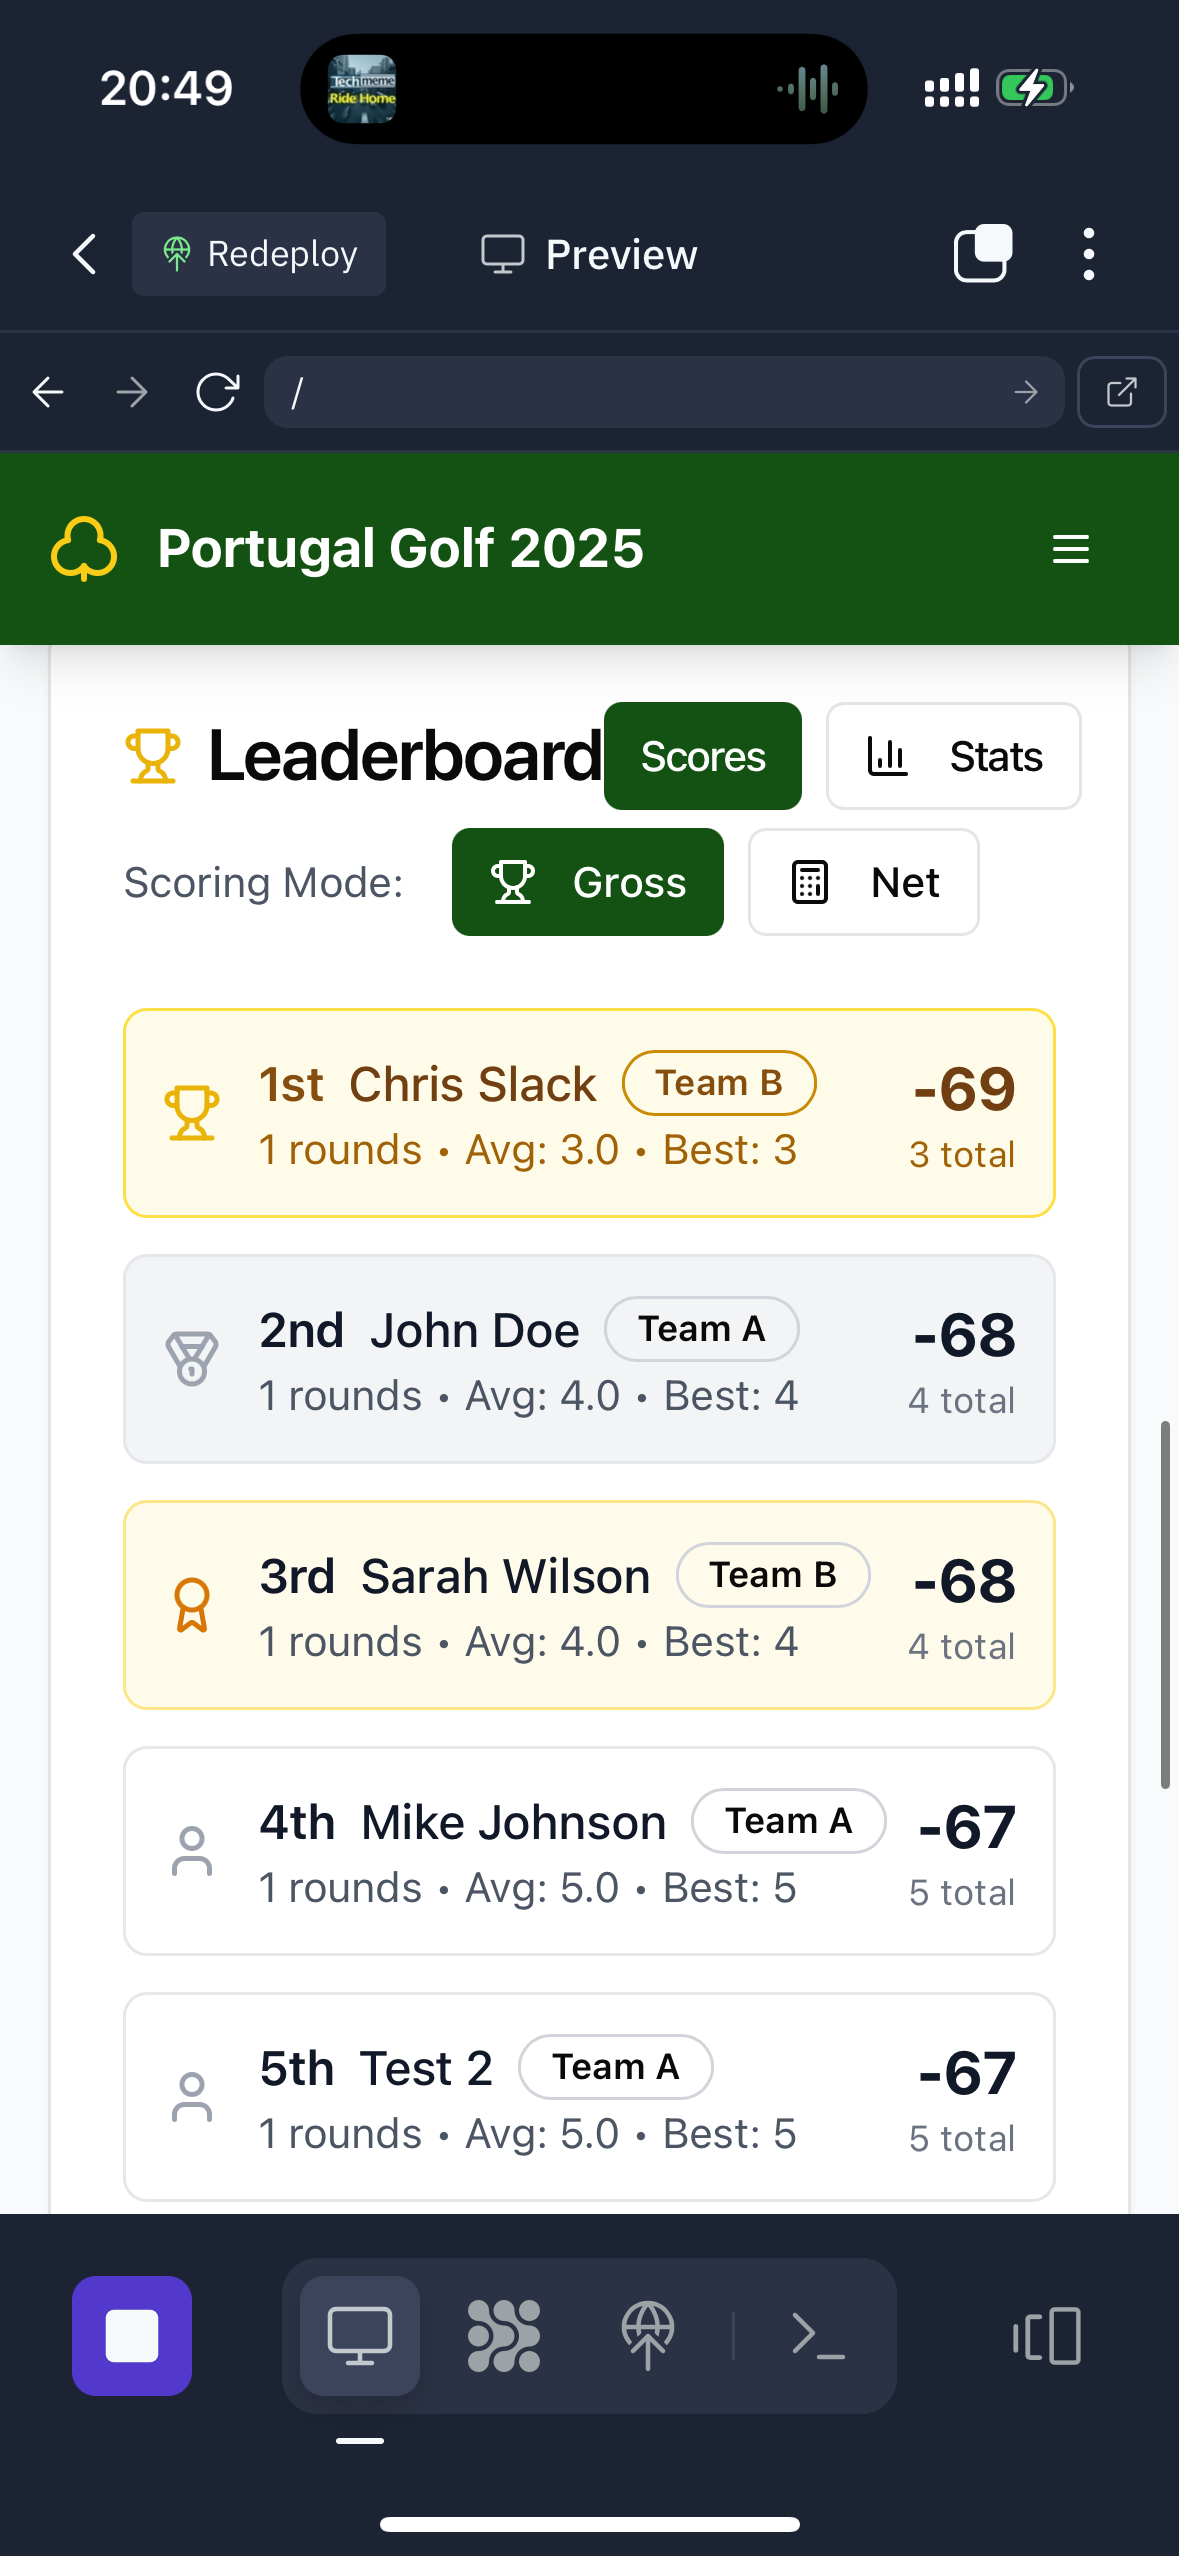 20:49
Techmeme
Ride Home
Redeploy
Preview
/
Portugal Golf 2025
Leaderboard Scores Stats
Scoring Mode: Gross Net
1st Chris Slack Team B -69
1 rounds • Avg: 3.0 • Best: 3 3 total
2nd John Doe Team A -68
1 rounds • Avg: 4.0 • Best: 4 4 total
3rd Sarah Wilson Team B -68
1 rounds • Avg: 4.0 • Best: 4 4 total
4th Mike Johnson Team A -67
1 rounds • Avg: 5.0 • Best: 5 5 total
5th Test 2 Team A -67
1 rounds • Avg: 5.0 • Best: 5 5 total